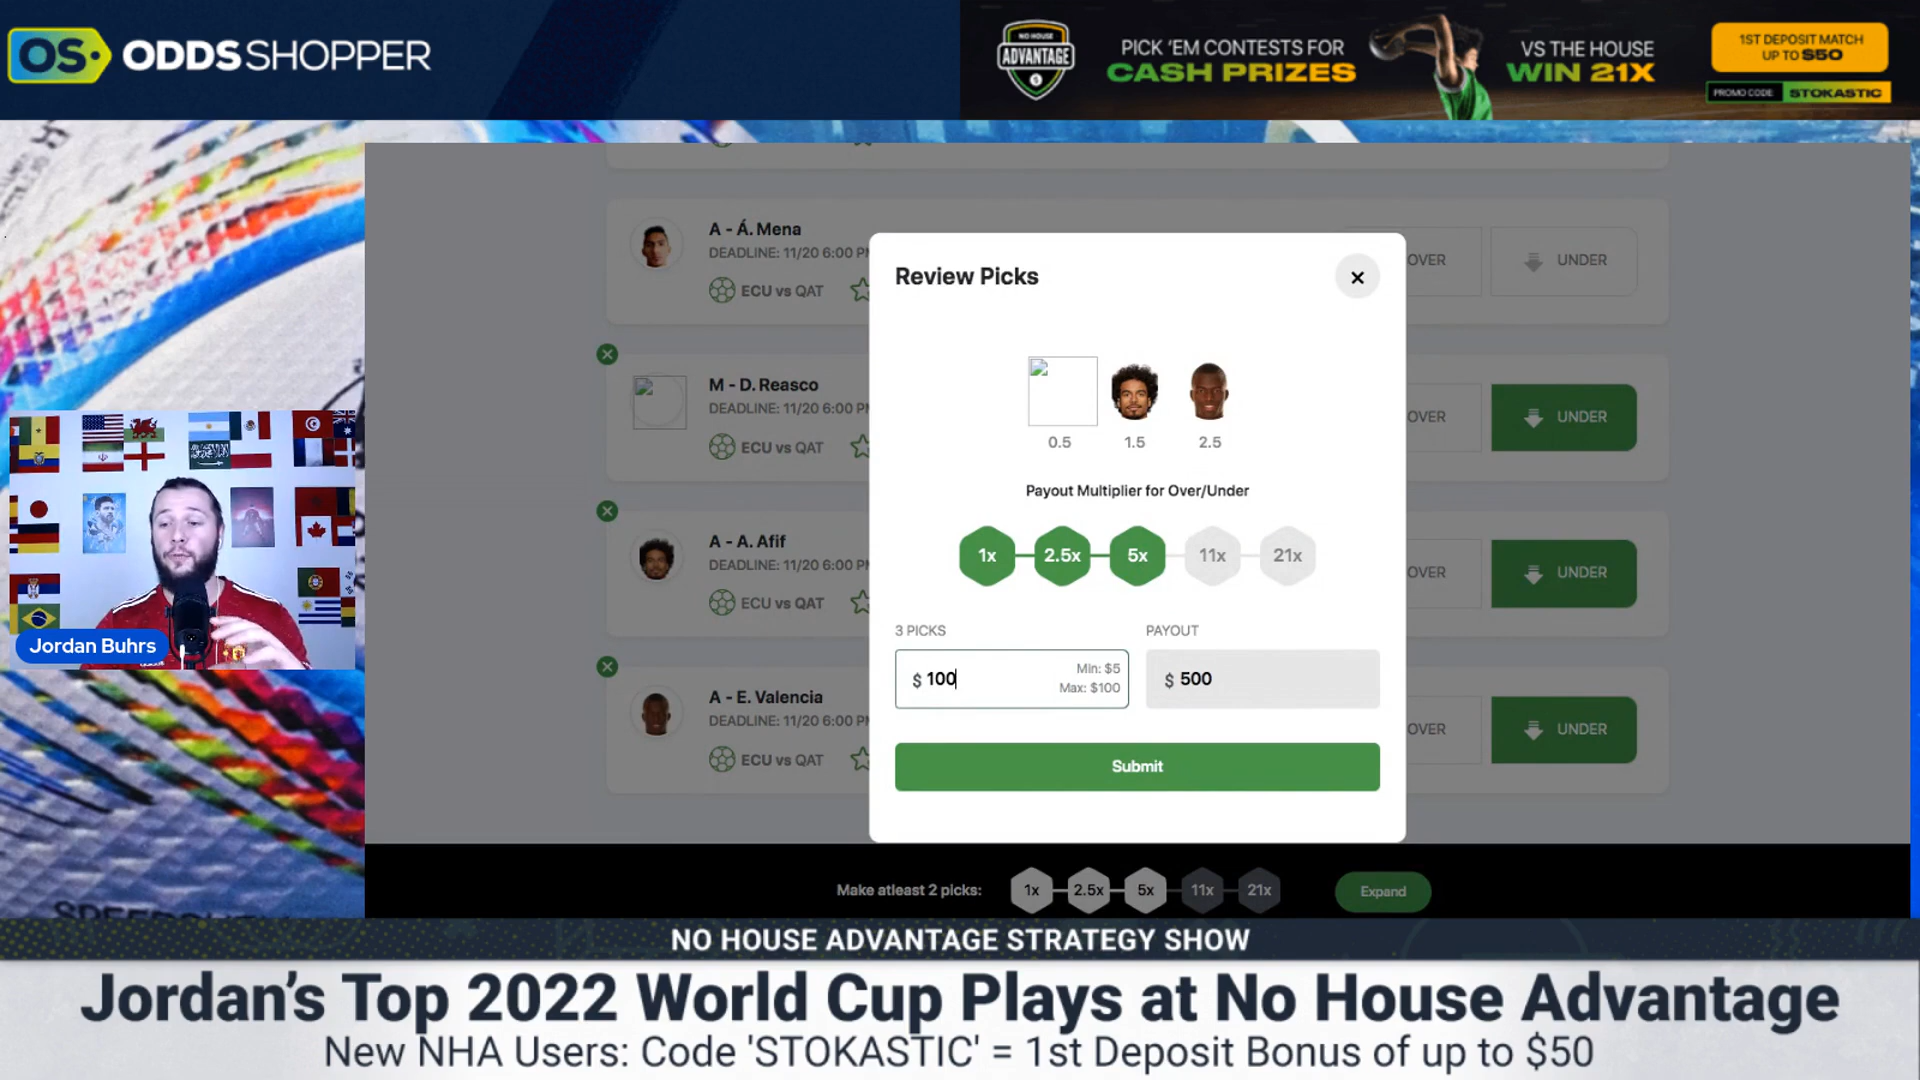 OS ODDSSHOPPER
NO HOUSE
ADVANTAGE
PICK 'EM CONTESTS FOR
CASH PRIZES
VS THE HOUSE
WIN 21X
1ST DEPOSIT MATCH
UP TO $50
PROMO CODE STOKASTIC
A - Á. Mena
DEADLINE: 11/20 6:00 PM
ECU vs QAT
OVER
UNDER
M - D. Reasco
DEADLINE: 11/20 6:00 PM
ECU vs QAT
OVER
UNDER
A - A. Afif
DEADLINE: 11/20 6:00 PM
ECU vs QAT
OVER
UNDER
A - E. Valencia
DEADLINE: 11/20 6:00 PM
ECU vs QAT
OVER
UNDER
Review Picks
0.5 1.5 2.5
Payout Multiplier for Over/Under
1x 2.5x 5x 11x 21x
3 PICKS
PAYOUT
$ 100
Min: $5
Max: $100
$ 500
Submit
Make atleast 2 picks: 1x 2.5x 5x 11x 21x Expand
Jordan Buhrs
NO HOUSE ADVANTAGE STRATEGY SHOW
Jordan's Top 2022 World Cup Plays at No House Advantage
New NHA Users: Code 'STOKASTIC' = 1st Deposit Bonus of up to $50